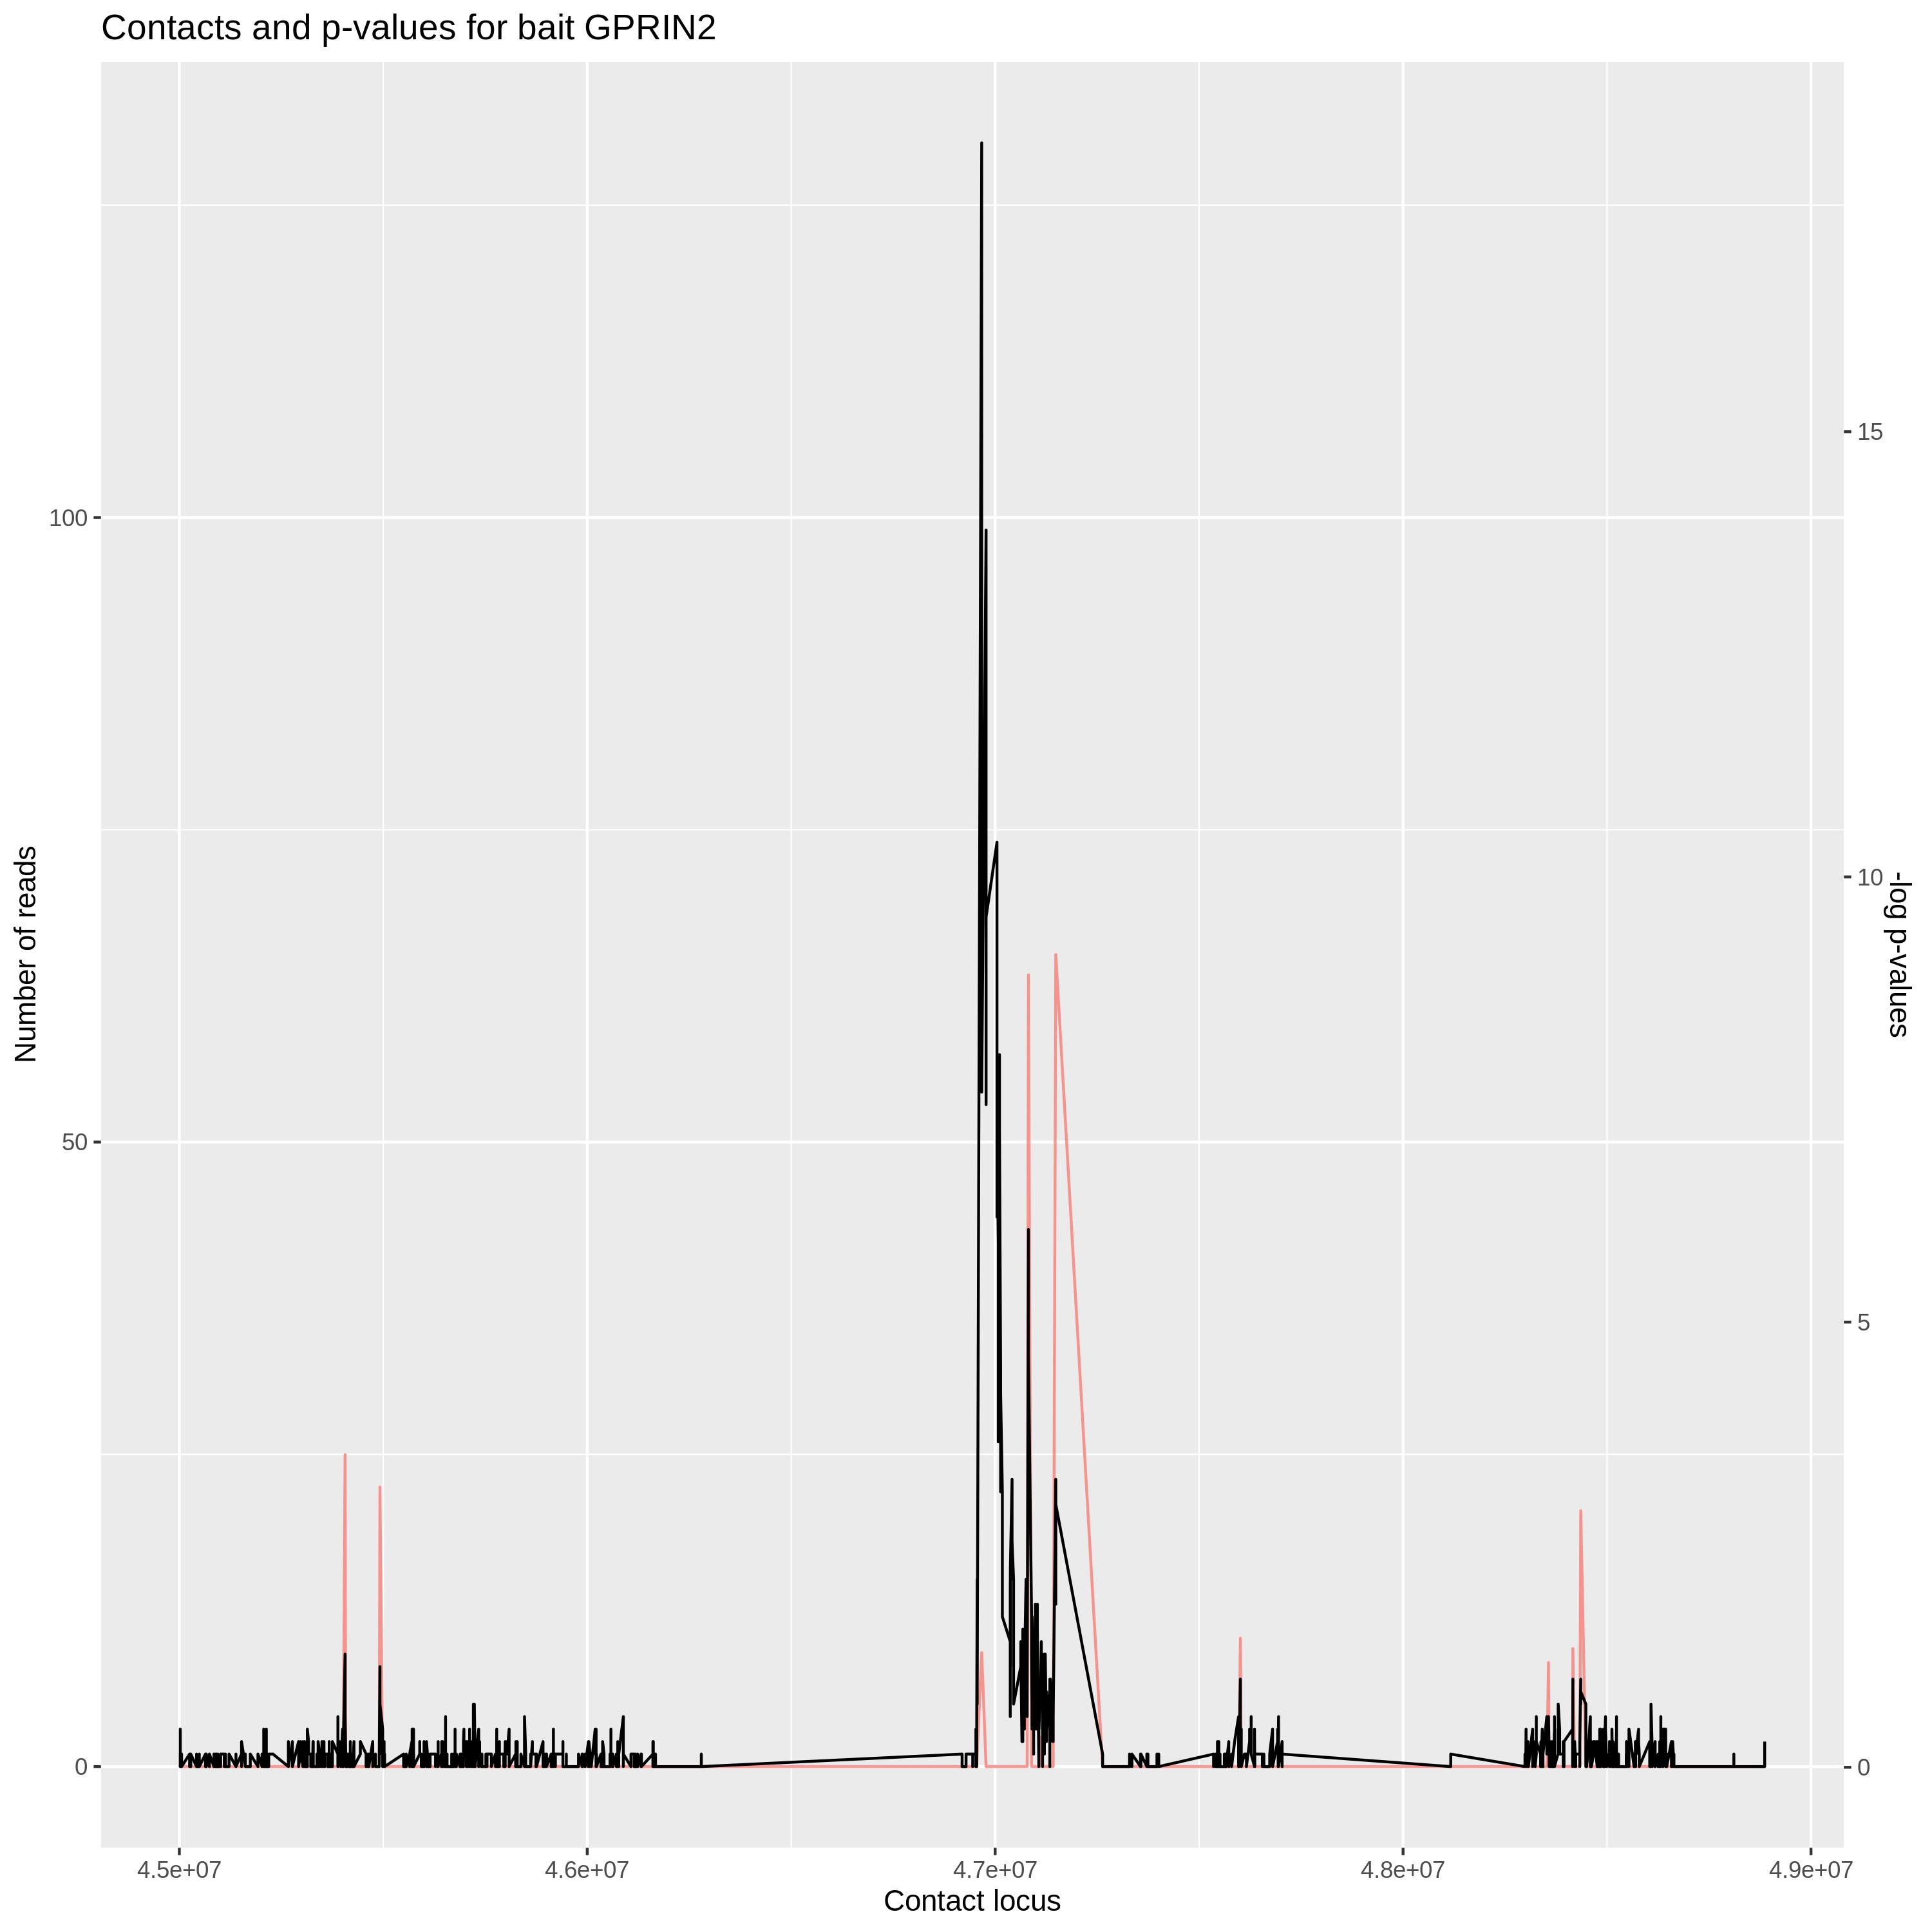 Contacts and p-values for bait GPRIN2
Number of reads
100
50
0
15
10
5
0
-log p-values
4.5e+07
4.6e+07
4.7e+07
4.8e+07
4.9e+07
Contact locus